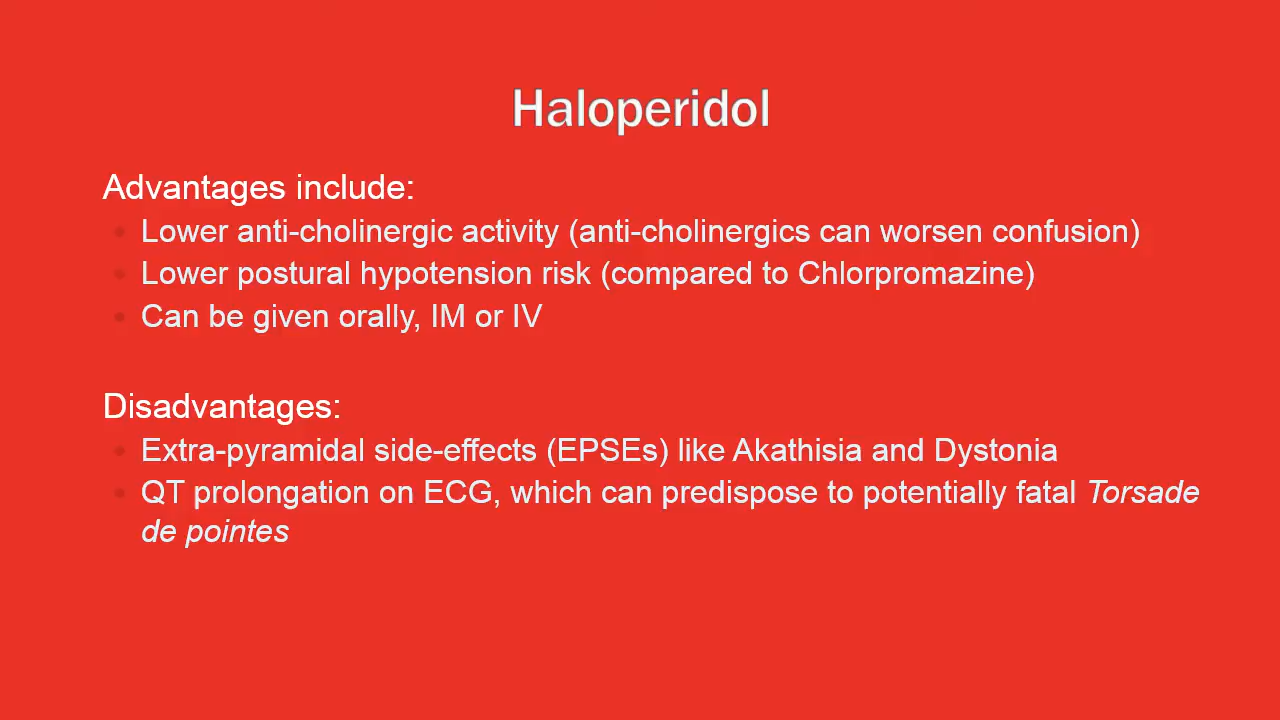 Haloperidol
Advantages include:
Lower anti-cholinergic activity (anti-cholinergics can worsen confusion)
Lower postural hypotension risk (compared to Chlorpromazine)
Can be given orally, IM or IV
Disadvantages:
Extra-pyramidal side-effects (EPSEs) like Akathisia and Dystonia
QT prolongation on ECG, which can predispose to potentially fatal Torsade
de pointes